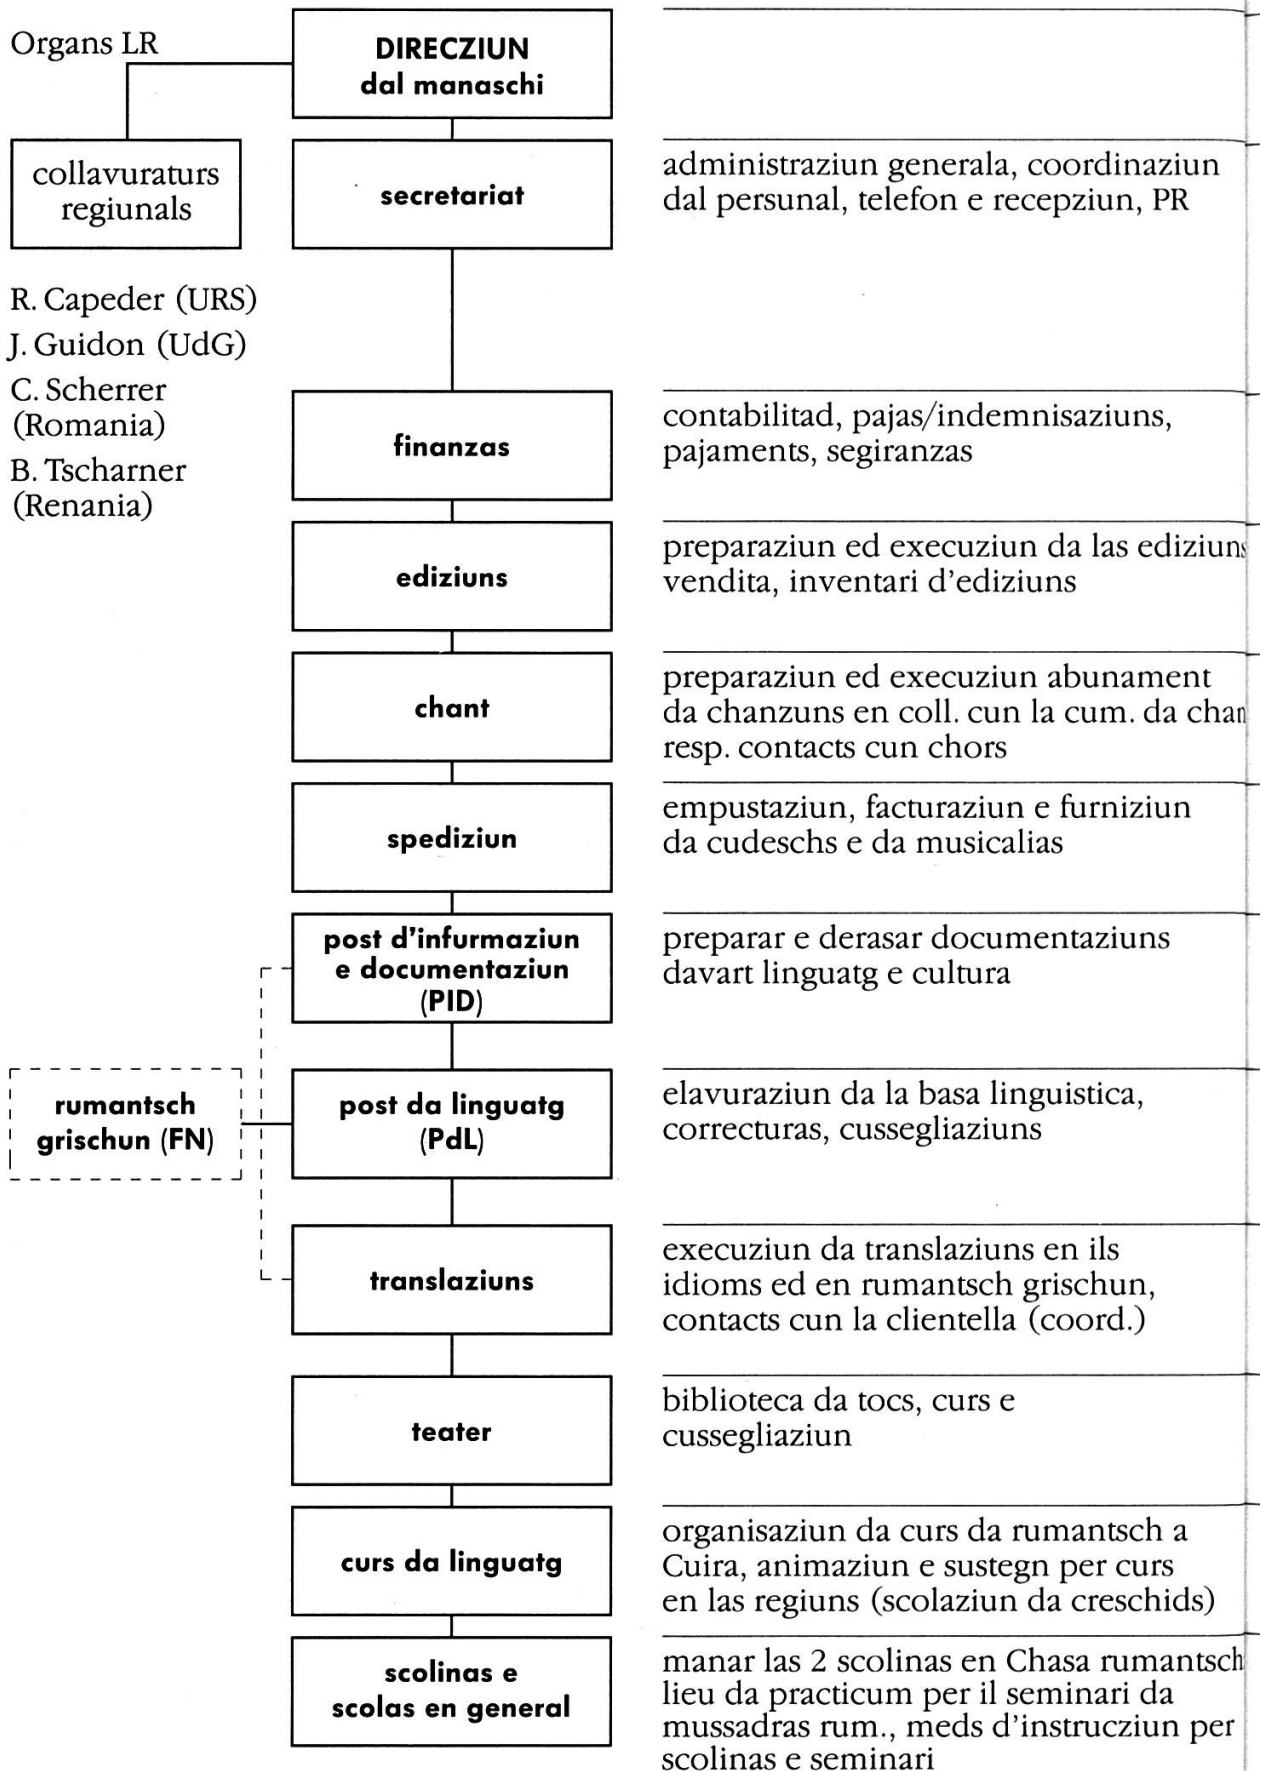 Organs LR
DIRECZIUN
dal manaschi
collavuraturs
regiunals
secretariat
administraziun generala, coordinaziun
dal persunal, telefon e recepziun, PR
R. Capeder (URS)
J. Guidon (UdG)
C. Scherrer
(Romania)
B. Tscharner
(Renania)
finanzas
contabilitad, pajas/indemnisaziuns,
pajaments, segiranzas
ediziuns
preparaziun ed execuziun da las ediziuns
vendita, inventari d'ediziuns
chant
preparaziun ed execuziun abunament
da chanzuns en coll. cun la cum. da chan
resp. contacts cun chors
spediziun
empustaziun, facturaziun e furniziun
da cudeschs e da musicalias
post d'infurmaziun
e documentaziun
(PID)
preparar e derasar documentaziuns
davart linguatg e cultura
rumantsch
grischun (FN)
post da linguatg
(PdL)
elavuraziun da la basa linguistica,
correcturas, cussegliaziuns
translaziuns
execuziun da translaziuns en ils
idioms ed en rumantsch grischun,
contacts cun la clientella (coord.)
teater
biblioteca da tocs, curs e
cussegliaziun
curs da linguatg
organisaziun da curs da rumantsch a
Cuira, animaziun e sustegn per curs
en las regiuns (scolaziun da creschids)
scolinas e
scolas en general
manar las 2 scolinas en Chasa rumantsch
lieu da practicum per il seminari da
mussadras rum., meds d'instrucziun per
scolinas e seminari